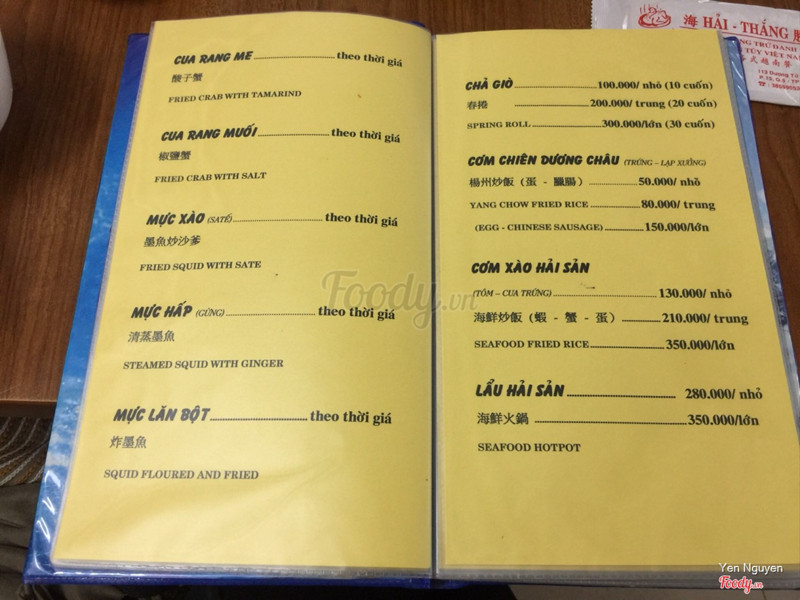 CUA RANG ME theo thời giá
酸子蟹
FRIED CRAB WITH TAMARIND
CUA RANG MUỐI theo thời giá
椒鹽蟹
FRIED CRAB WITH SALT
MỰC XÀO (SATẾ) theo thời giá
墨魚炒沙爹
FRIED SQUID WITH SATE
MỰC HẤP (GỪNG) theo thời giá
清蒸墨魚
STEAMED SQUID WITH GINGER
MỰC LĂN BỘT theo thời giá
炸墨魚
SQUID FLOURED AND FRIED
CHẢ GIÒ 100.000/ nhỏ (10 cuốn)
春捲 200.000/ trung (20 cuốn)
SPRING ROLL 300.000/lớn (30 cuốn)
CƠM CHIÊN DƯƠNG CHÂU (TRỨNG – LẠP XƯỞNG)
楊州炒飯 (蛋 - 臘腸) 50.000/ nhỏ
YANG CHOW FRIED RICE 80.000/ trung
(EGG - CHINESE SAUSAGE) 150.000/lớn
CƠM XÀO HẢI SẢN
(TÔM – CUA TRỨNG) 130.000/ nhỏ
海鮮炒飯 (蝦 - 蟹 - 蛋) 210.000/ trung
SEAFOOD FRIED RICE 350.000/ lớn
LẨU HẢI SẢN 280.000/ nhỏ
海鮮火鍋 350.000/lớn
SEAFOOD HOTPOT
海 HẢI - THẮNG
TÚY VIỆT NA
Foody.vn
Yen Nguyen
Foody.vn